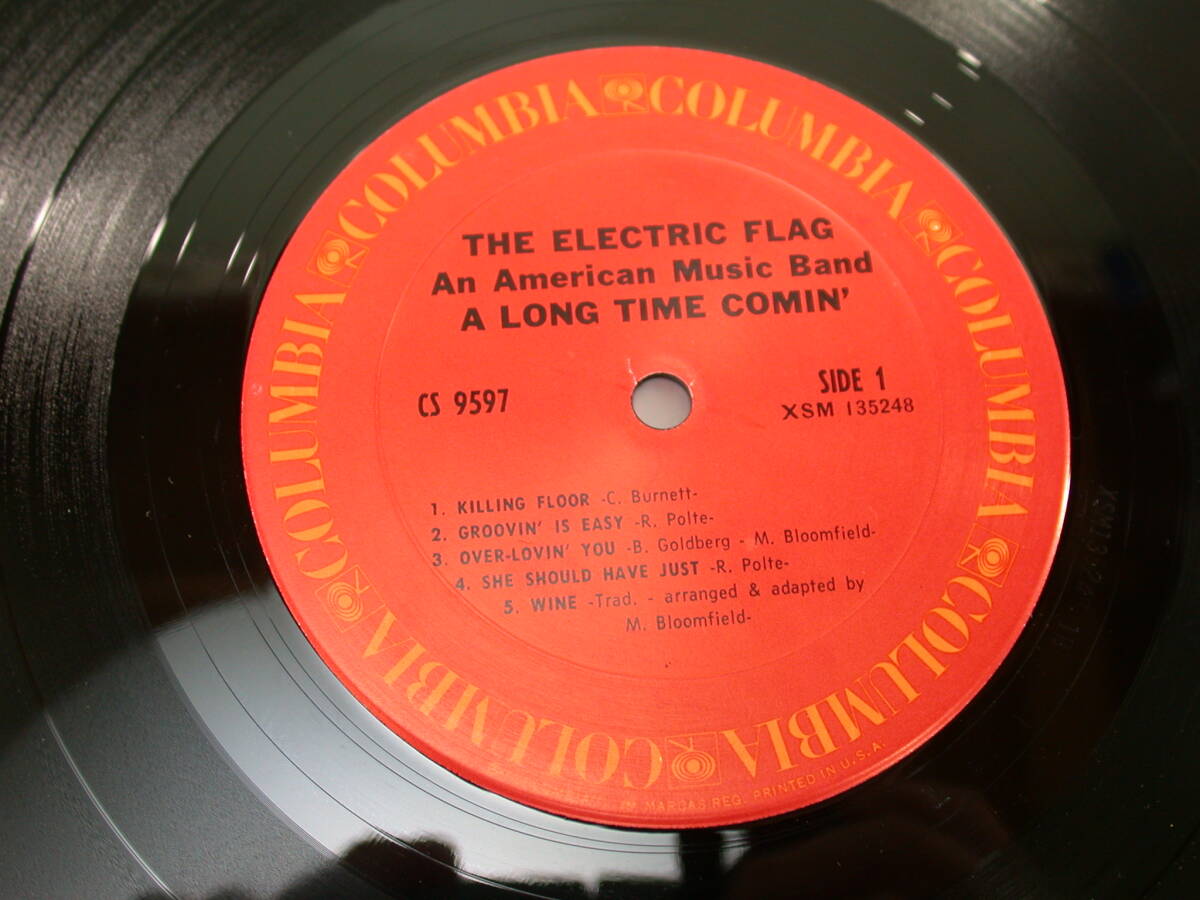 COLUMBIA COLUMBIA COLUMBIA COLUMBIA COLUMBIA COLUMBIA COLUMBIA
THE ELECTRIC FLAG
An American Music Band
A LONG TIME COMIN'
CS 9597
SIDE 1
XSM 135248
1. KILLING FLOOR -C. Burnett-
2. GROOVIN' IS EASY -R. Polte-
3. OVER-LOVIN' YOU -B. Goldberg - M. Bloomfield-
4. SHE SHOULD HAVE JUST -R. Polte-
5. WINE -Trad. - arranged & adapted by
M. Bloomfield-
MARCAS REG. PRINTED IN U.S.A.